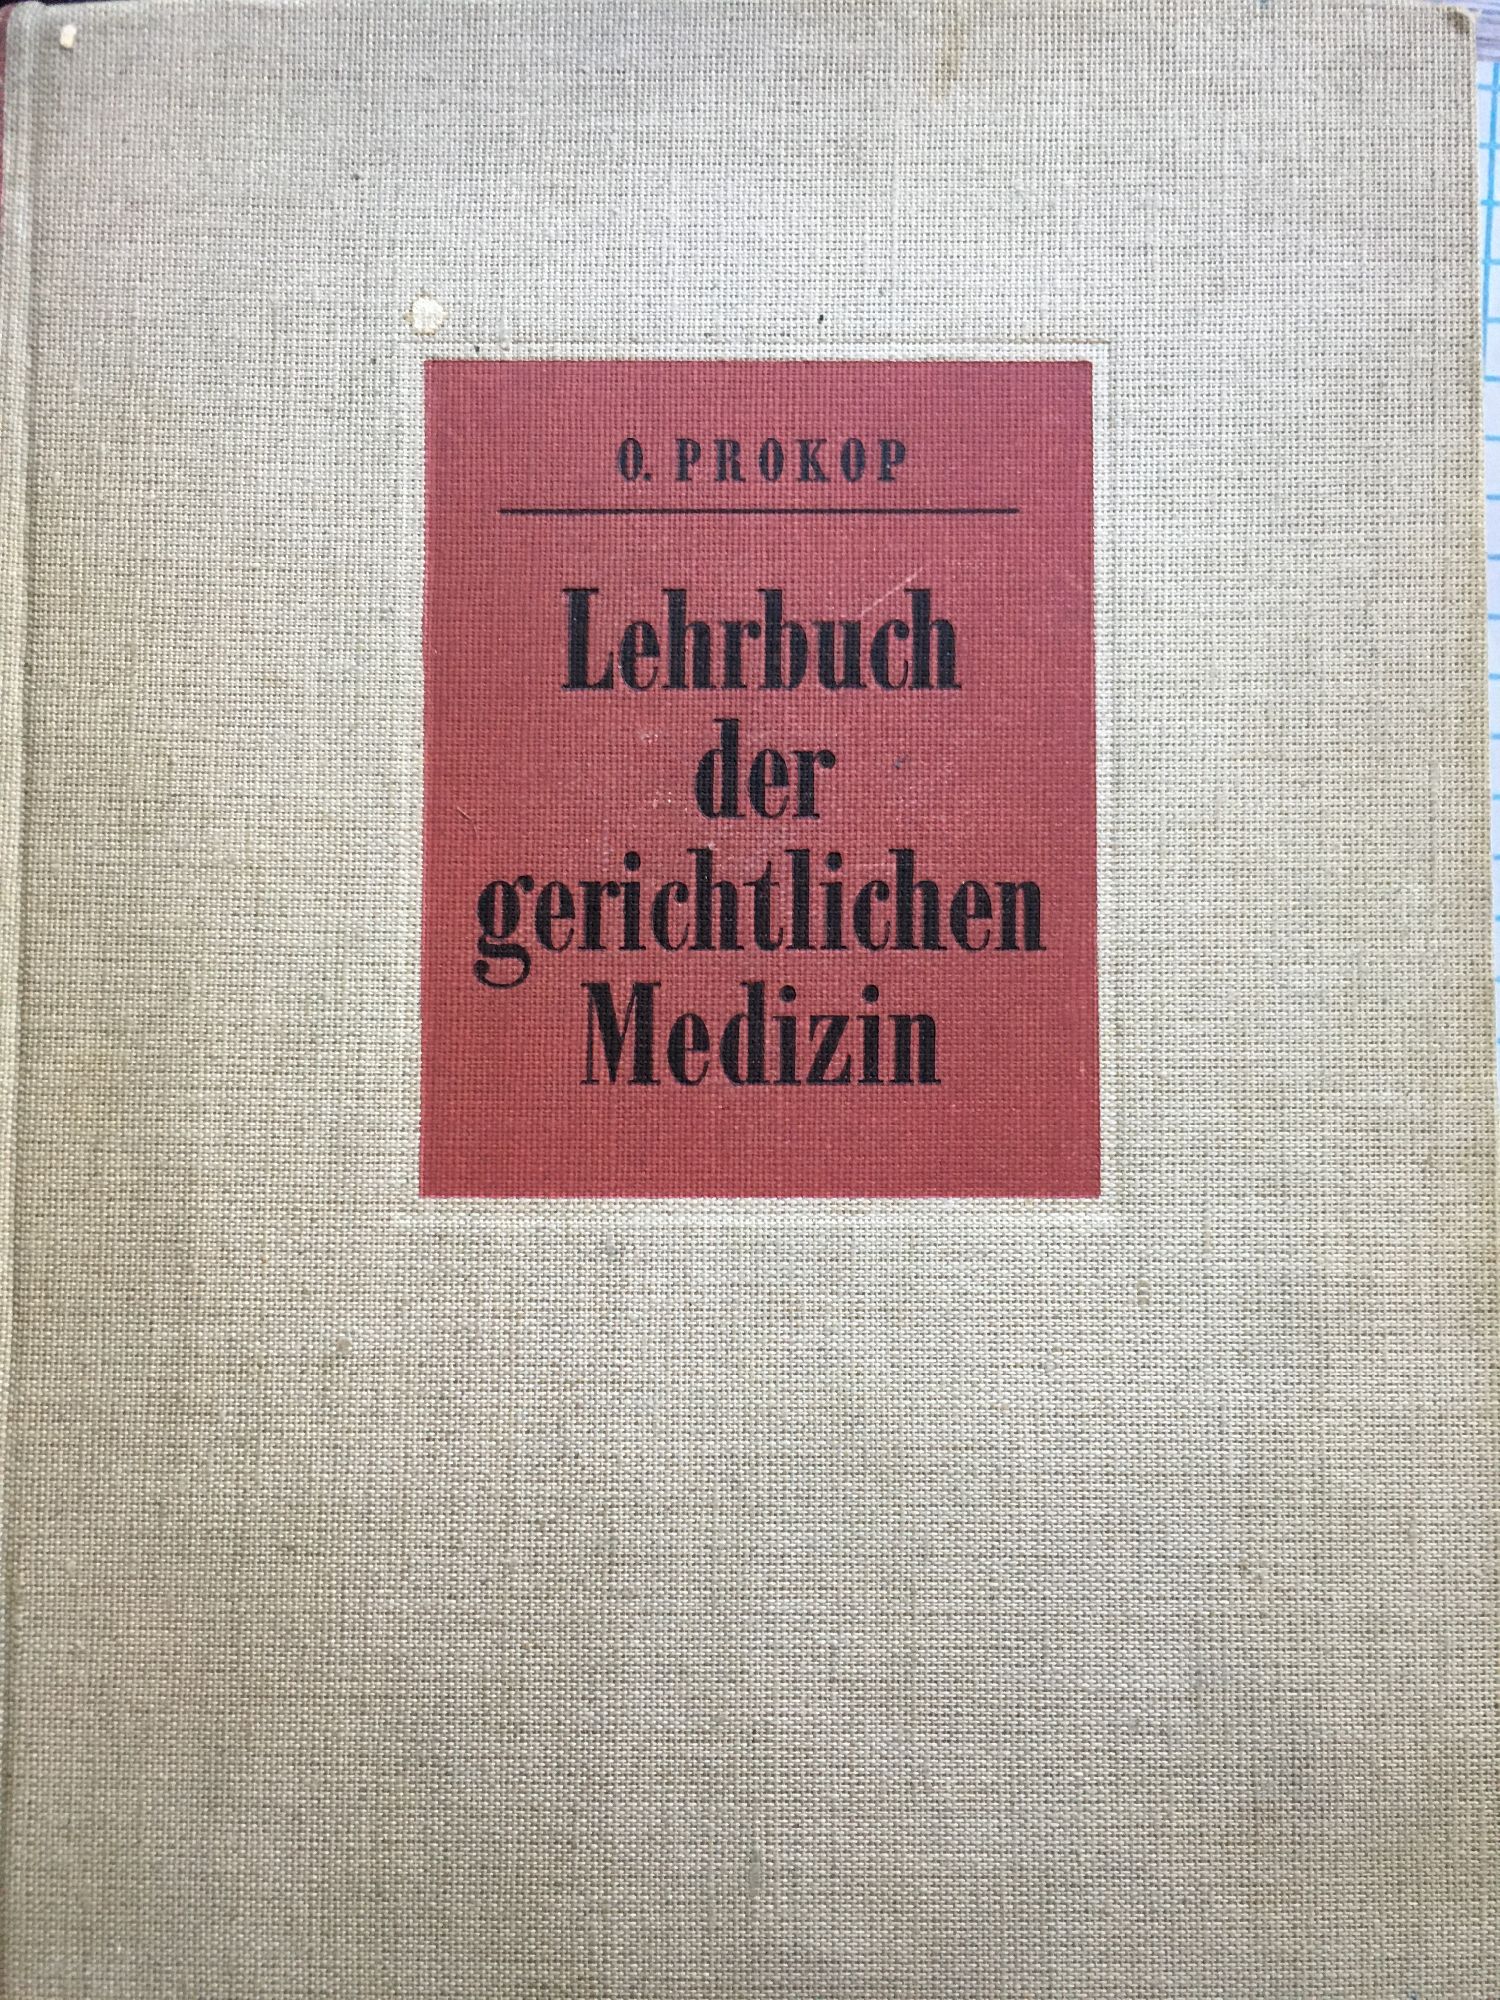 O. PROKOP
Lehrbuch
der
gerichtlichen
Medizin